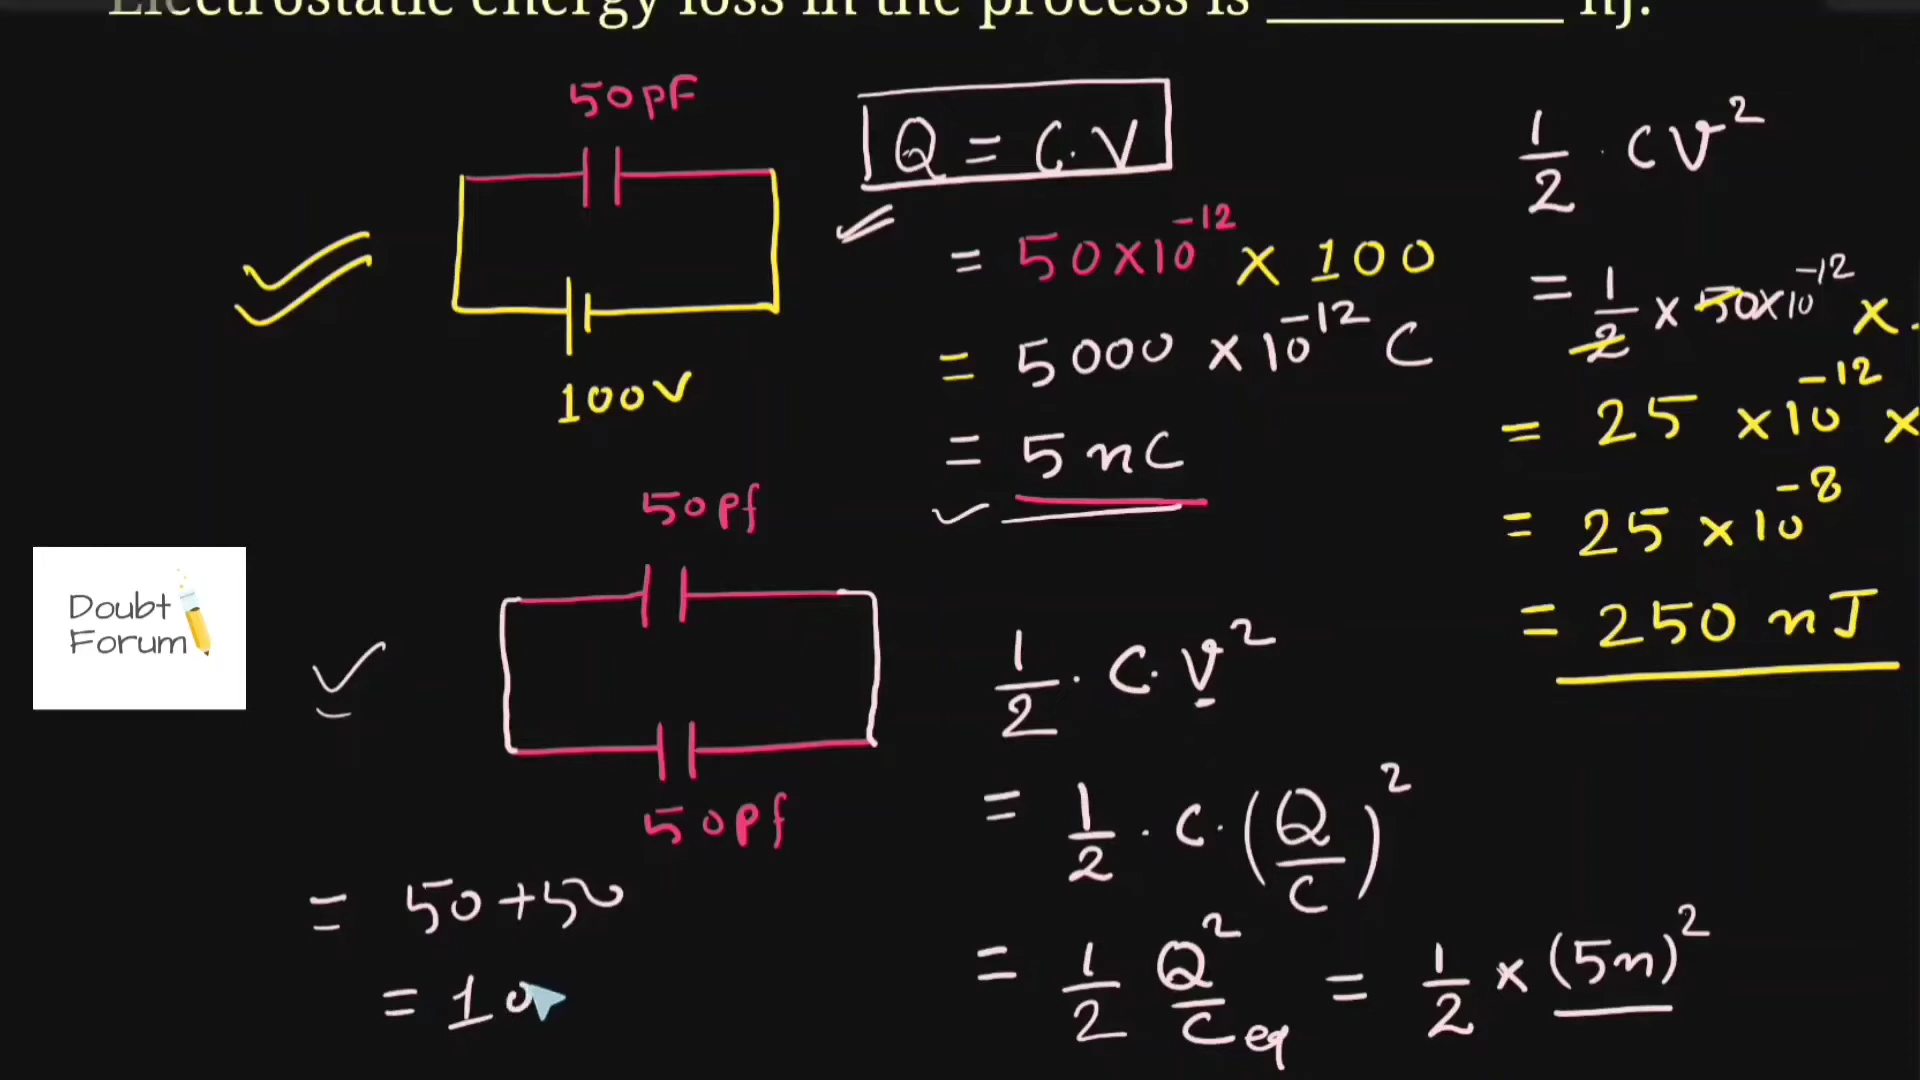 Electrostatic energy loss in the process is __________ nJ.
50pF
Q = C.V
= 50×10⁻¹² × 100
= 5000 ×10⁻¹² C
= 5 nC
100V
1/2 . CV²
= 1/2 × 50×10⁻¹² ×
= 25 ×10⁻¹² ×
= 25 ×10⁻⁸
= 250 nJ
50pf
50pf
Doubt
Forum
= 50+50
= 10
1/2 . C.V²
= 1/2 . C.(Q/C)²
= 1/2 Q²/Ceq = 1/2 × (5n)²